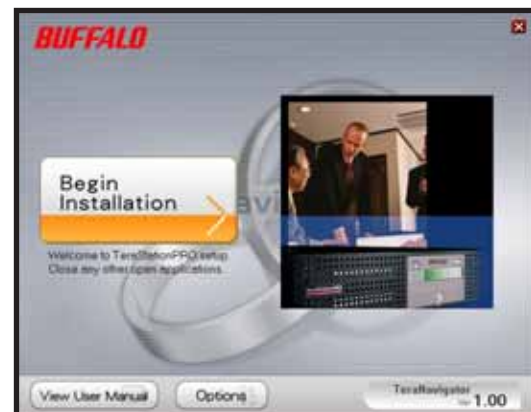 BUFFALO
Begin
Installation
Welcome to TeraStationPRO setup.
Close any other open applications.
View User Manual
Options
TeraNavigator
Ver 1.00